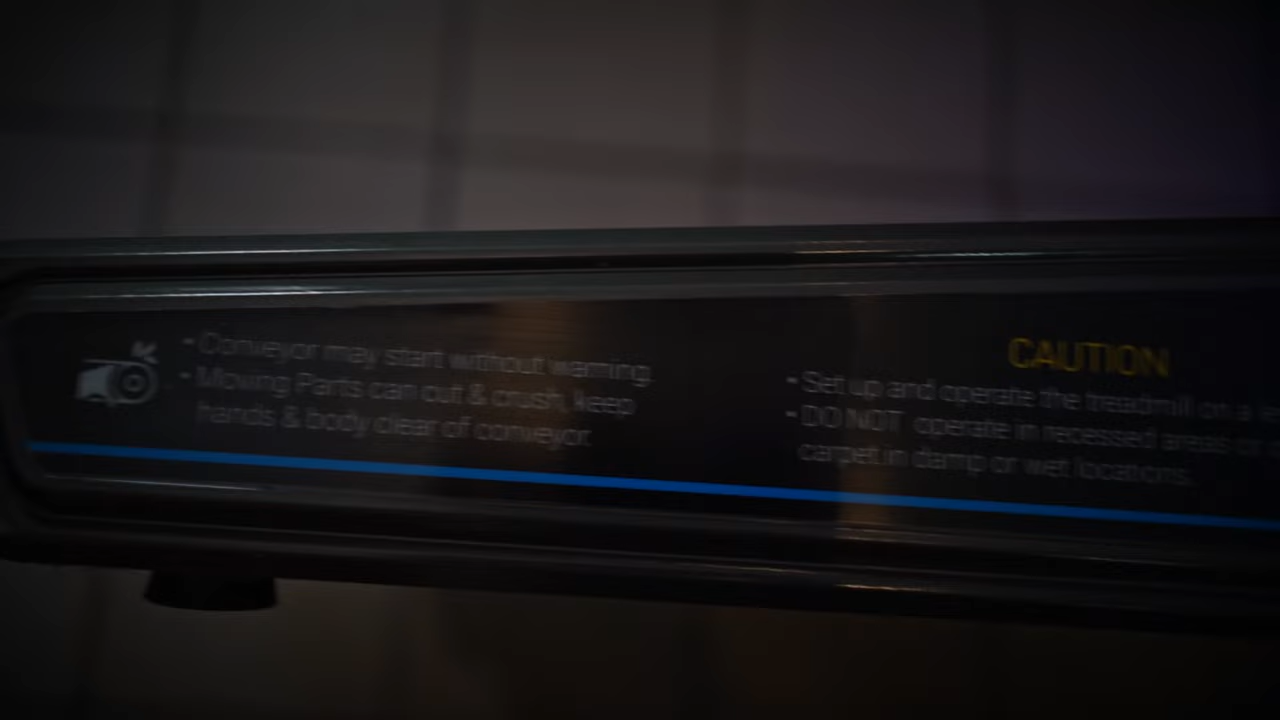 • Conveyor may start without warning.
• Moving Parts can cut & crush, keep
hands & body clear of conveyor.
CAUTION
• Set up and operate the treadmill on a
• DO NOT operate in recessed areas or
carpet.in damp or wet locations.